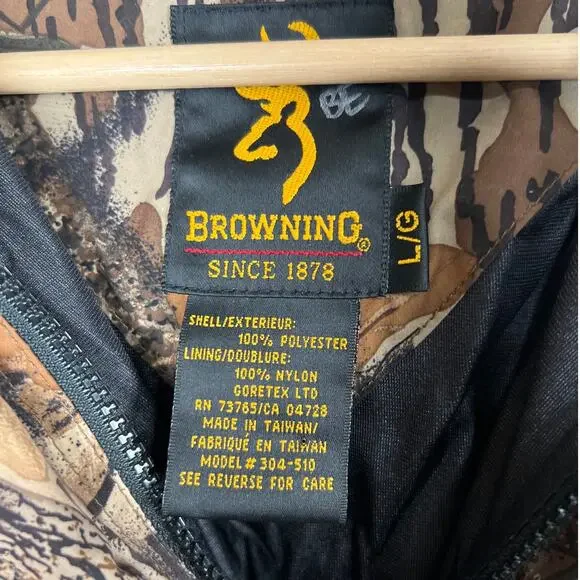 BE
BROWNING®
SINCE 1878
L/G
SHELL/EXTERIEUR:
100% POLYESTER
LINING/DOUBLURE:
100% NYLON
GORETEX LTD
RN 73765/CA 04728
MADE IN TAIWAN/
FABRIQUÉ EN TAIWAN
MODEL# 304-510
SEE REVERSE FOR CARE